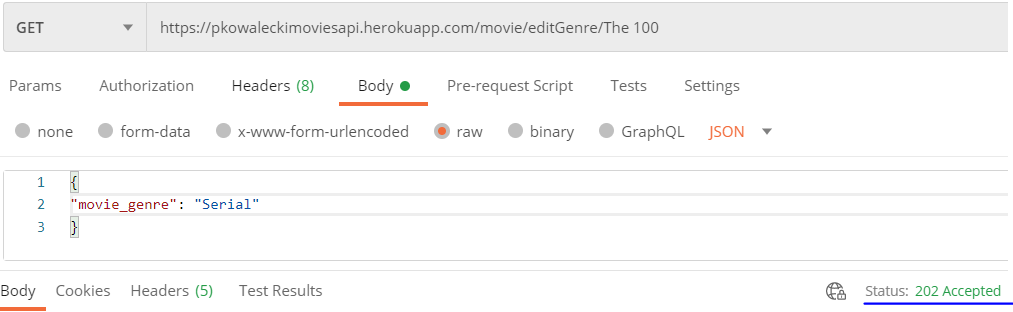 GET https://pkowaleckimoviesapi.herokuapp.com/movie/editGenre/The 100
Params Authorization Headers (8) Body Pre-request Script Tests Settings
none form-data x-www-form-urlencoded raw binary GraphQL JSON
1 {
2 "movie_genre": "Serial"
3 }
Body Cookies Headers (5) Test Results Status: 202 Accepted